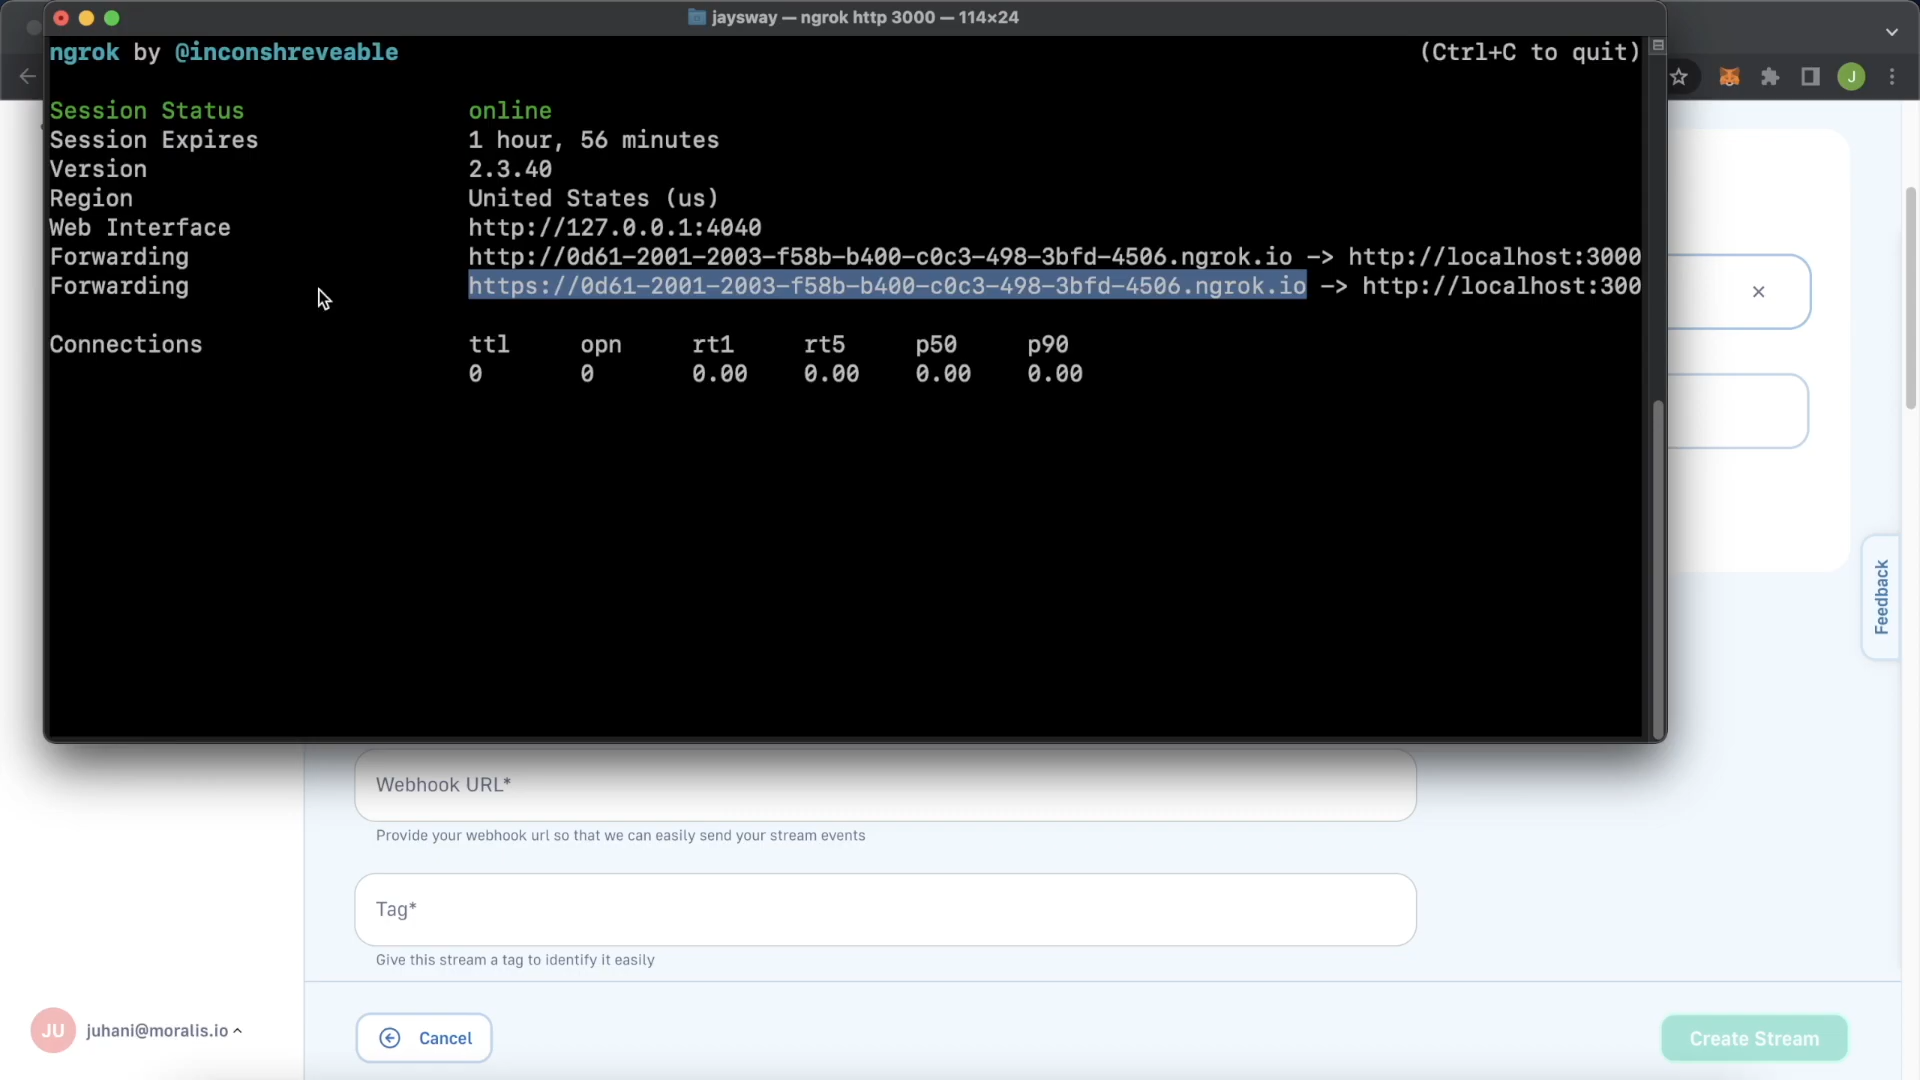 jaysway — ngrok http 3000 — 114×24
ngrok by @inconshreveable (Ctrl+C to quit)
J
Session Status online
Session Expires 1 hour, 56 minutes
Version 2.3.40
Region United States (us)
Web Interface http://127.0.0.1:4040
Forwarding http://0d61-2001-2003-f58b-b400-c0c3-498-3bfd-4506.ngrok.io -> http://localhost:3000
Forwarding https://0d61-2001-2003-f58b-b400-c0c3-498-3bfd-4506.ngrok.io -> http://localhost:300
Connections ttl opn rt1 rt5 p50 p90
0 0 0.00 0.00 0.00 0.00
Feedback
Webhook URL*
Provide your webhook url so that we can easily send your stream events
Tag*
Give this stream a tag to identify it easily
JU juhani@moralis.io
Cancel
Create Stream